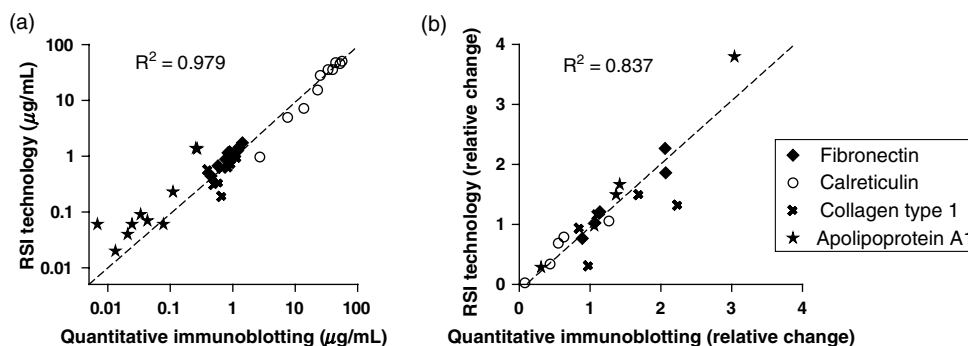 (a)
RSI technology (μg/mL)
100
10
1
0.1
0.01
R² = 0.979
0.01 0.1 1 10 100
Quantitative immunoblotting (μg/mL)
(b)
RSI technology (relative change)
4
3
2
1
0
R² = 0.837
0 1 2 3 4
Quantitative immunoblotting (relative change)
Fibronectin
Calreticulin
Collagen type 1
Apolipoprotein A1